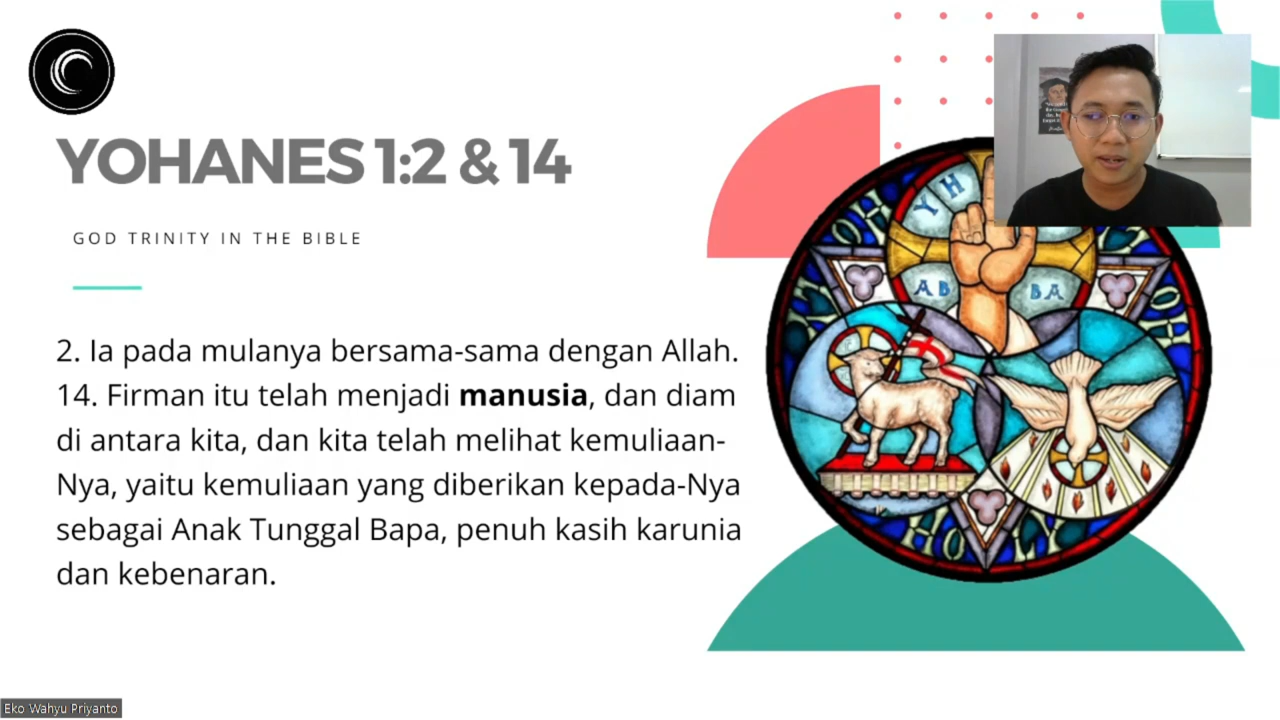 YOHANES 1:2 & 14
GOD TRINITY IN THE BIBLE
2. Ia pada mulanya bersama-sama dengan Allah.
14. Firman itu telah menjadi manusia, dan diam
di antara kita, dan kita telah melihat kemuliaan-
Nya, yaitu kemuliaan yang diberikan kepada-Nya
sebagai Anak Tunggal Bapa, penuh kasih karunia
dan kebenaran.
YH
AB BA
Eko Wahyu Priyanto